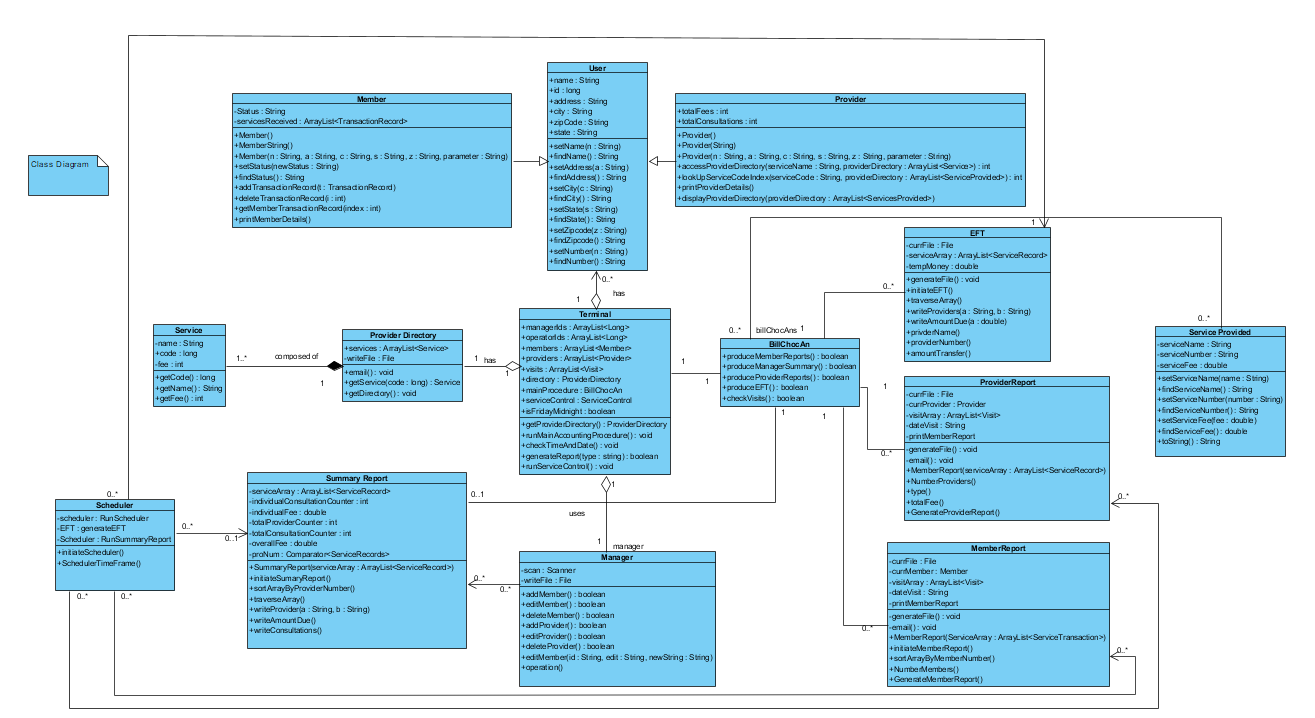 Class Diagram
User
+name : String
+id : long
+address : String
+city : String
+zipCode : String
+state : String
+setName(n : String)
+findName() : String
+setAddress(a : String)
+findAddress() : String
+setCity(c : String)
+findCity() : String
+setState(s : String)
+findState() : String
+setZipcode(z : String)
+findZipcode() : String
+setNumber(n : String)
+findNumber() : String
Member
-Status : String
-servicesReceived : ArrayList<TransactionRecord>
+Member()
+MemberString()
+Member(n : String, a : String, c : String, s : String, z : String, parameter : String)
+setStatus(newStatus : String)
+findStatus() : String
+addTransactionRecord(t : TransactionRecord)
+deleteTransactionRecord(i : int)
+getMemberTransactionRecord(index : int)
+printMemberDetails()
Provider
+totalFees : int
+totalConsultations : int
+Provider()
+Provider(String)
+Provider(n : String, a : String, c : String, s : String, z : String, parameter : String)
+accessProviderDirectory(serviceName : String, providerDirectory : ArrayList<Service>) : int
+lookUpServiceCodeIndex(serviceCode : String, providerDirectory : ArrayList<ServiceProvided>) : int
+printProviderDetails()
+displayProviderDirectory(providerDirectory : ArrayList<ServicesProvided>)
1
EFT
-currFile : File
-serviceArray : ArrayList<ServiceRecord>
-tempMoney : double
+generateFile() : void
+initiateEFT()
+traverseArray()
+writeProviders(a : String, b : String)
+writeAmountDue(a : double)
+privderName()
+providerNumber()
+amountTransfer()
0..*
has
1
Service
-name : String
+code : long
-fee : int
+getCode() : long
+getName() : String
+getFee() : int
1..*
composed of
1
Provider Directory
+services : ArrayList<Service>
-writeFile : File
+email() : void
+getService(code : long) : Service
+getDirectory() : void
1
has
1
Terminal
+managerIds : ArrayList<Long>
+operatorIds : ArrayList<Long>
+members : ArrayList<Member>
+providers : ArrayList<Provider>
+visits : ArrayList<Visit>
+directory : ProviderDirectory
+mainProcedure : BillChocAn
+serviceControl : ServiceControl
+isFridayMidnight : boolean
+getProviderDirectory() : ProviderDirectory
+runMainAccountingProcedure() : void
+checkTimeAndDate() : void
+generateReport(type : string) : boolean
+runServiceControl() : void
1
1
0..*
billChocAns
1
0..*
BillChocAn
+produceMemberReports() : boolean
+produceManagerSummary() : boolean
+produceProviderReports() : boolean
+produceEFT() : boolean
+checkVisits() : boolean
1
1
1
0..*
0..*
Service Provided
-serviceName : String
-serviceNumber : String
-serviceFee : double
+setServiceName(name : String)
+findServiceName() : String
+setServiceNumber(number : String)
+findServiceNumber() : String
+setServiceFee(fee : double)
+findServiceFee() : double
+toString() : String
ProviderReport
-currFile : File
-currProvider : Provider
-visitArray : ArrayList<Visit>
-dateVisit : String
-printMemberReport
-generateFile() : void
-email() : void
+MemberReport(serviceArray : ArrayList<ServiceRecord>)
+NumberProviders()
+type()
+totalFee()
+GenerateProviderReport()
0..*
0..*
Scheduler
-scheduler : RunScheduler
-EFT : generateEFT
-Scheduler : RunSummaryReport
+initiateScheduler()
+SchedulerTimeFrame()
0..*
0..1
0..*
0..*
Summary Report
-serviceArray : ArrayList<ServiceRecord>
-individualConsultationCounter : int
-individualFee : double
-totalProviderCounter : int
-totalConsultationCounter : int
-overallFee : double
-proNum : Comparator<ServiceRecords>
+SummaryReport(serviceArray : ArrayList<ServiceRecord>)
+initiateSumaryReport()
+sortArrayByProviderNumber()
+traverseArray()
+writeProvider(a : String, b : String)
+writeAmountDue()
+writeConsultations()
0..1
1
uses
1
manager
0..*
0..*
Manager
-scan : Scanner
-writeFile : File
+addMember() : boolean
+editMember() : boolean
+deleteMember() : boolean
+addProvider() : boolean
+editProvider() : boolean
+deleteProvider() : boolean
+editMember(id : String, edit : String, newString : String)
+operation()
MemberReport
-currFile : File
-currMember : Member
-visitArray : ArrayList<Visit>
-dateVisit : String
-printMemberReport
-generateFile() : void
-email() : void
+MemberReport(ServiceArray : ArrayList<ServiceTransaction>)
+initiateMemberReport()
+sortArrayByMemberNumber()
+NumberMembers()
+GenerateMemberReport()
0..*
0..*